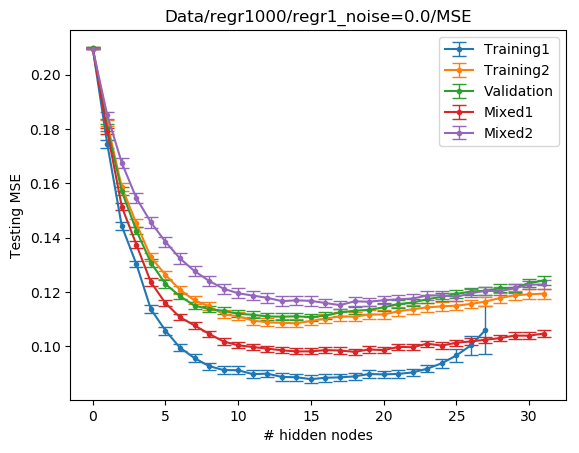 Data/regr1000/regr1_noise=0.0/MSE
Training1
Training2
Validation
Mixed1
Mixed2
Testing MSE
0.20
0.18
0.16
0.14
0.12
0.10
0 5 10 15 20 25 30
# hidden nodes